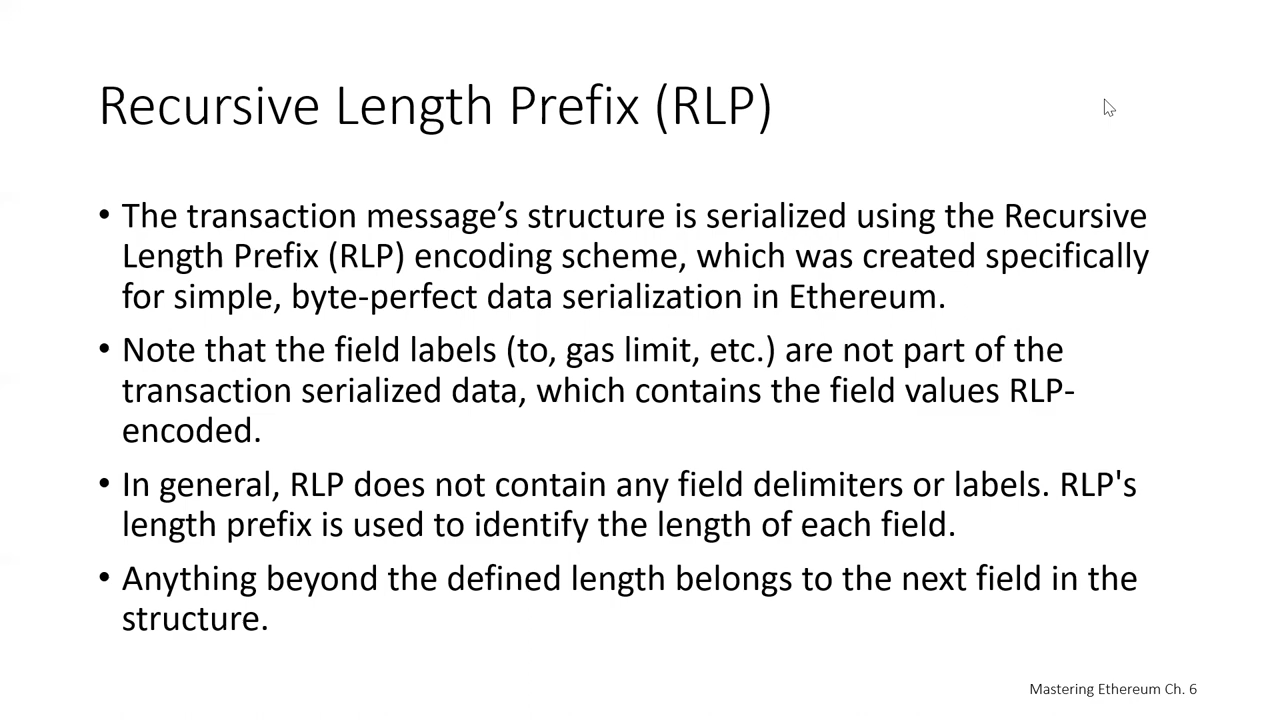 Recursive Length Prefix (RLP)
• The transaction message’s structure is serialized using the Recursive
Length Prefix (RLP) encoding scheme, which was created specifically
for simple, byte-perfect data serialization in Ethereum.
• Note that the field labels (to, gas limit, etc.) are not part of the
transaction serialized data, which contains the field values RLP-
encoded.
• In general, RLP does not contain any field delimiters or labels. RLP's
length prefix is used to identify the length of each field.
• Anything beyond the defined length belongs to the next field in the
structure.
Mastering Ethereum Ch. 6